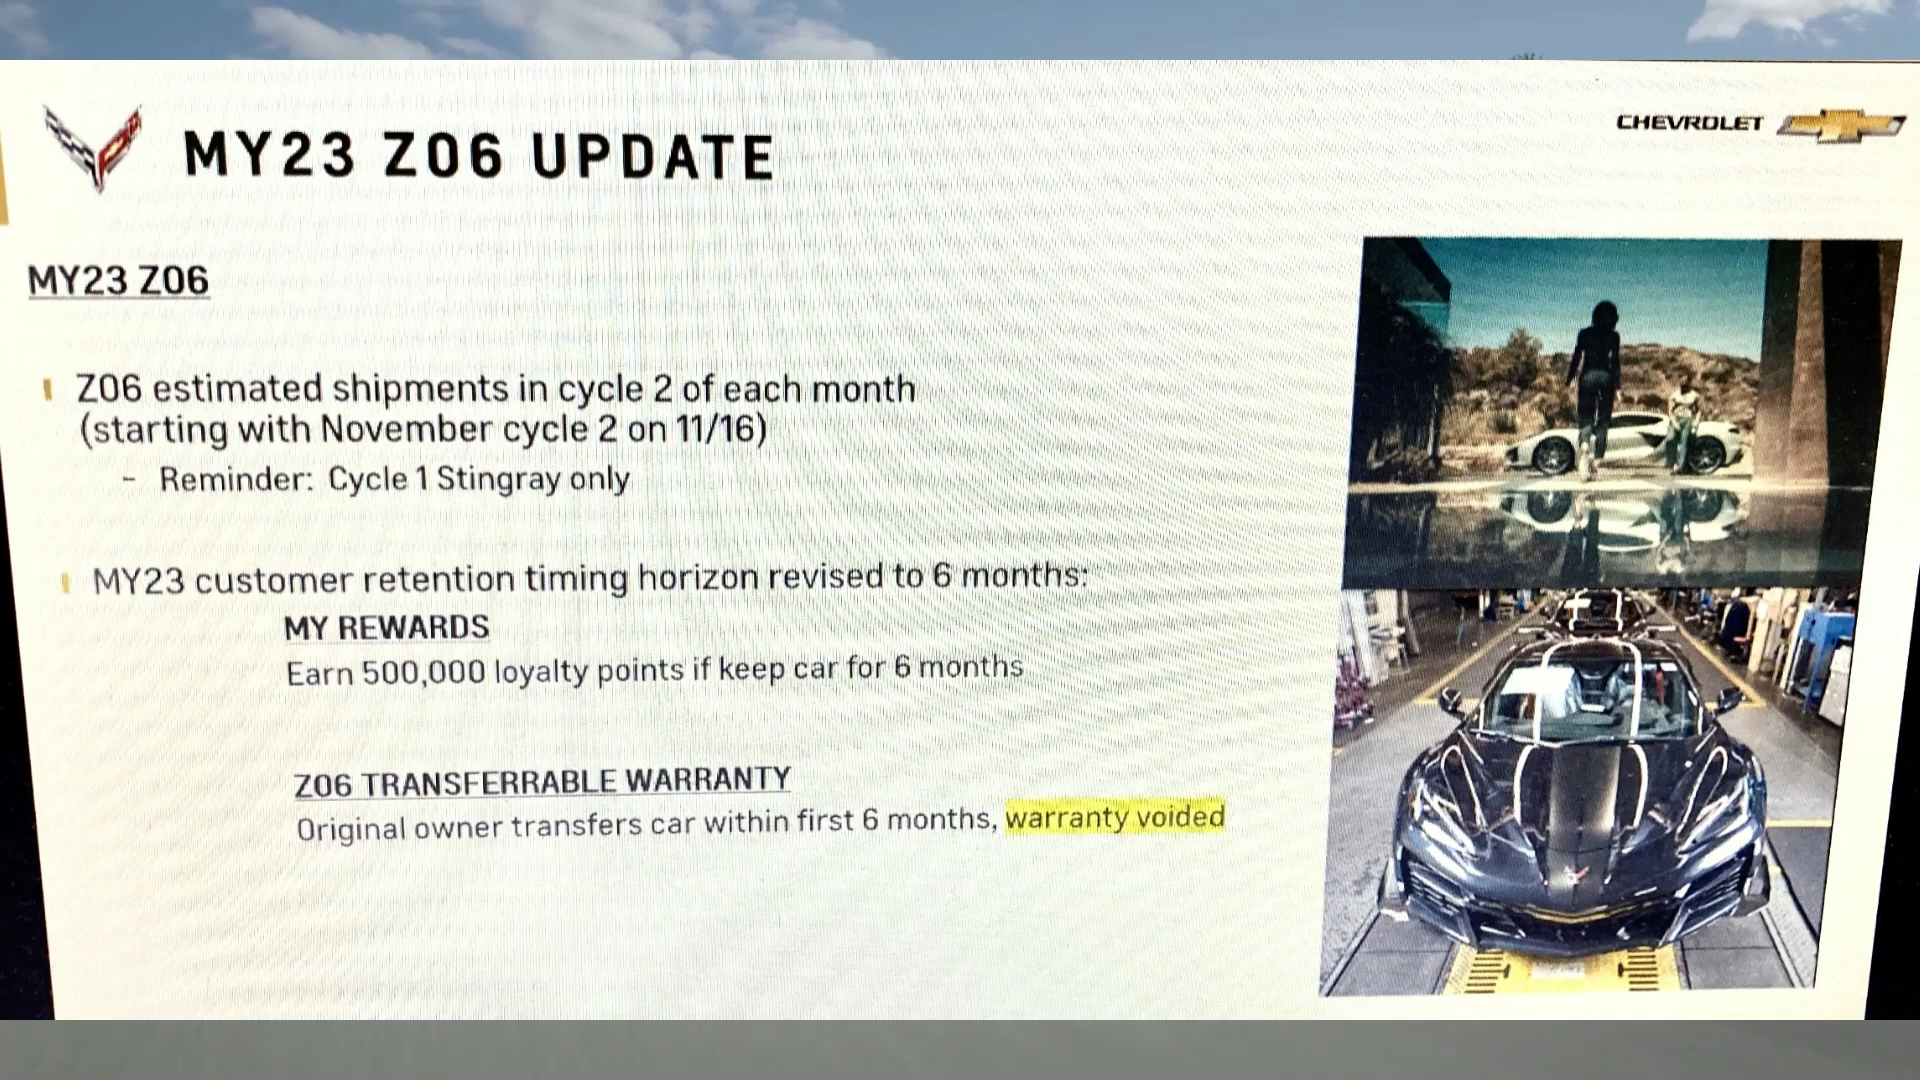 MY23 Z06 UPDATE
CHEVROLET
MY23 Z06
Z06 estimated shipments in cycle 2 of each month
(starting with November cycle 2 on 11/16)
- Reminder: Cycle 1 Stingray only
MY23 customer retention timing horizon revised to 6 months:
MY REWARDS
Earn 500,000 loyalty points if keep car for 6 months
Z06 TRANSFERRABLE WARRANTY
Original owner transfers car within first 6 months, warranty voided